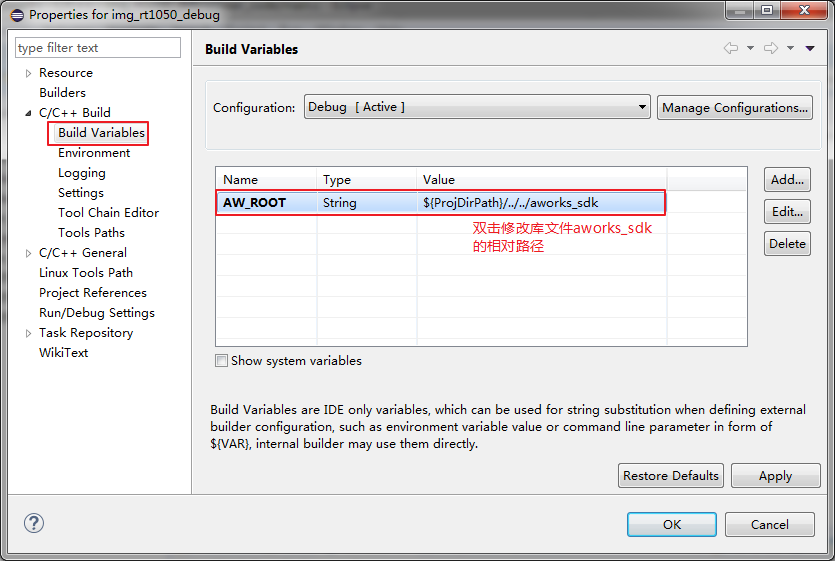 Properties for img_rt1050_debug
type filter text
Build Variables
Resource
Builders
C/C++ Build
Build Variables
Environment
Logging
Settings
Tool Chain Editor
Tools Paths
C/C++ General
Linux Tools Path
Project References
Run/Debug Settings
Task Repository
WikiText
Configuration: Debug [ Active ] Manage Configurations...
Name Type Value
AW_ROOT String ${ProjDirPath}/../../aworks_sdk
双击修改库文件aworks_sdk
的相对路径
Add...
Edit...
Delete
Show system variables
Build Variables are IDE only variables, which can be used for string substitution when defining external
builder configuration, such as environment variable value or command line parameter in form of
${VAR}, internal builder may use them directly.
Restore Defaults Apply
? OK Cancel